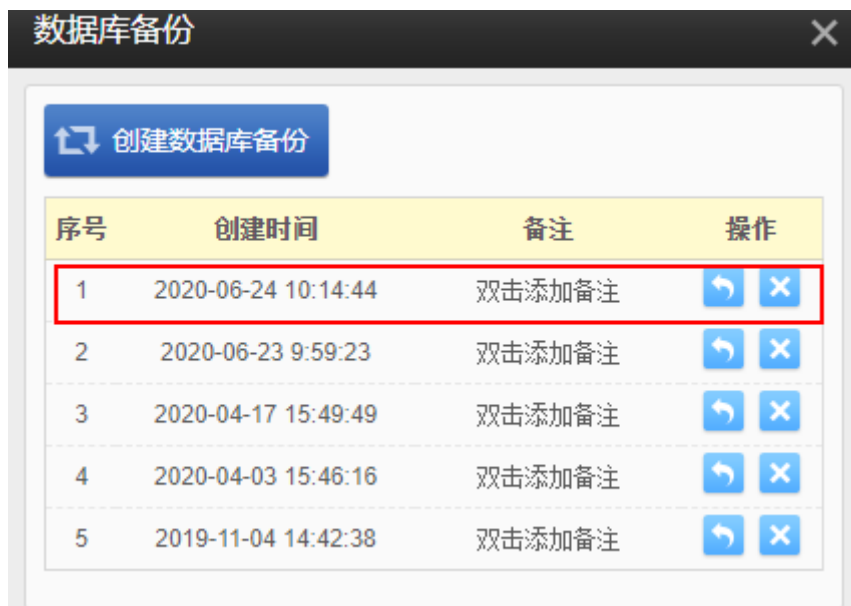 数据库备份
创建数据库备份
序号 创建时间 备注 操作
1 2020-06-24 10:14:44 双击添加备注
2 2020-06-23 9:59:23 双击添加备注
3 2020-04-17 15:49:49 双击添加备注
4 2020-04-03 15:46:16 双击添加备注
5 2019-11-04 14:42:38 双击添加备注